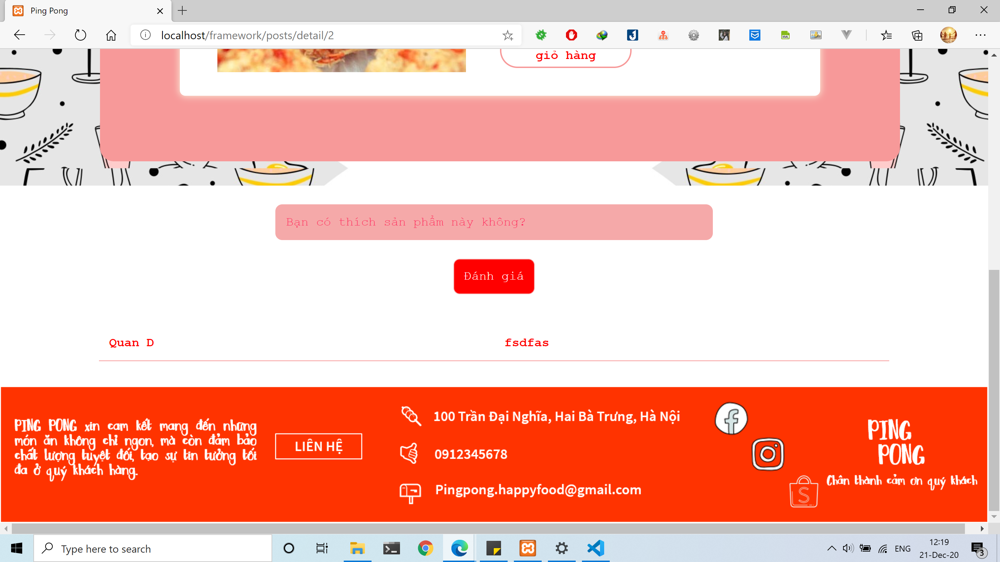 Ping Pong
localhost/framework/posts/detail/2
XML
giỏ hàng
Bạn có thích sản phẩm này không?
Đánh giá
Quan D
fsdfas
PING PONG xin cam kết mang đến những
món ăn không chỉ ngon, mà còn đảm bảo
chất lượng tuyệt đối, tạo sự tin tưởng tối
đa ở quý khách hàng.
LIÊN HỆ
100 Trần Đại Nghĩa, Hai Bà Trưng, Hà Nội
0912345678
Pingpong.happyfood@gmail.com
PING
PONG
Chân thành cảm ơn quý khách
Type here to search
ENG
12:19
21-Dec-20
3